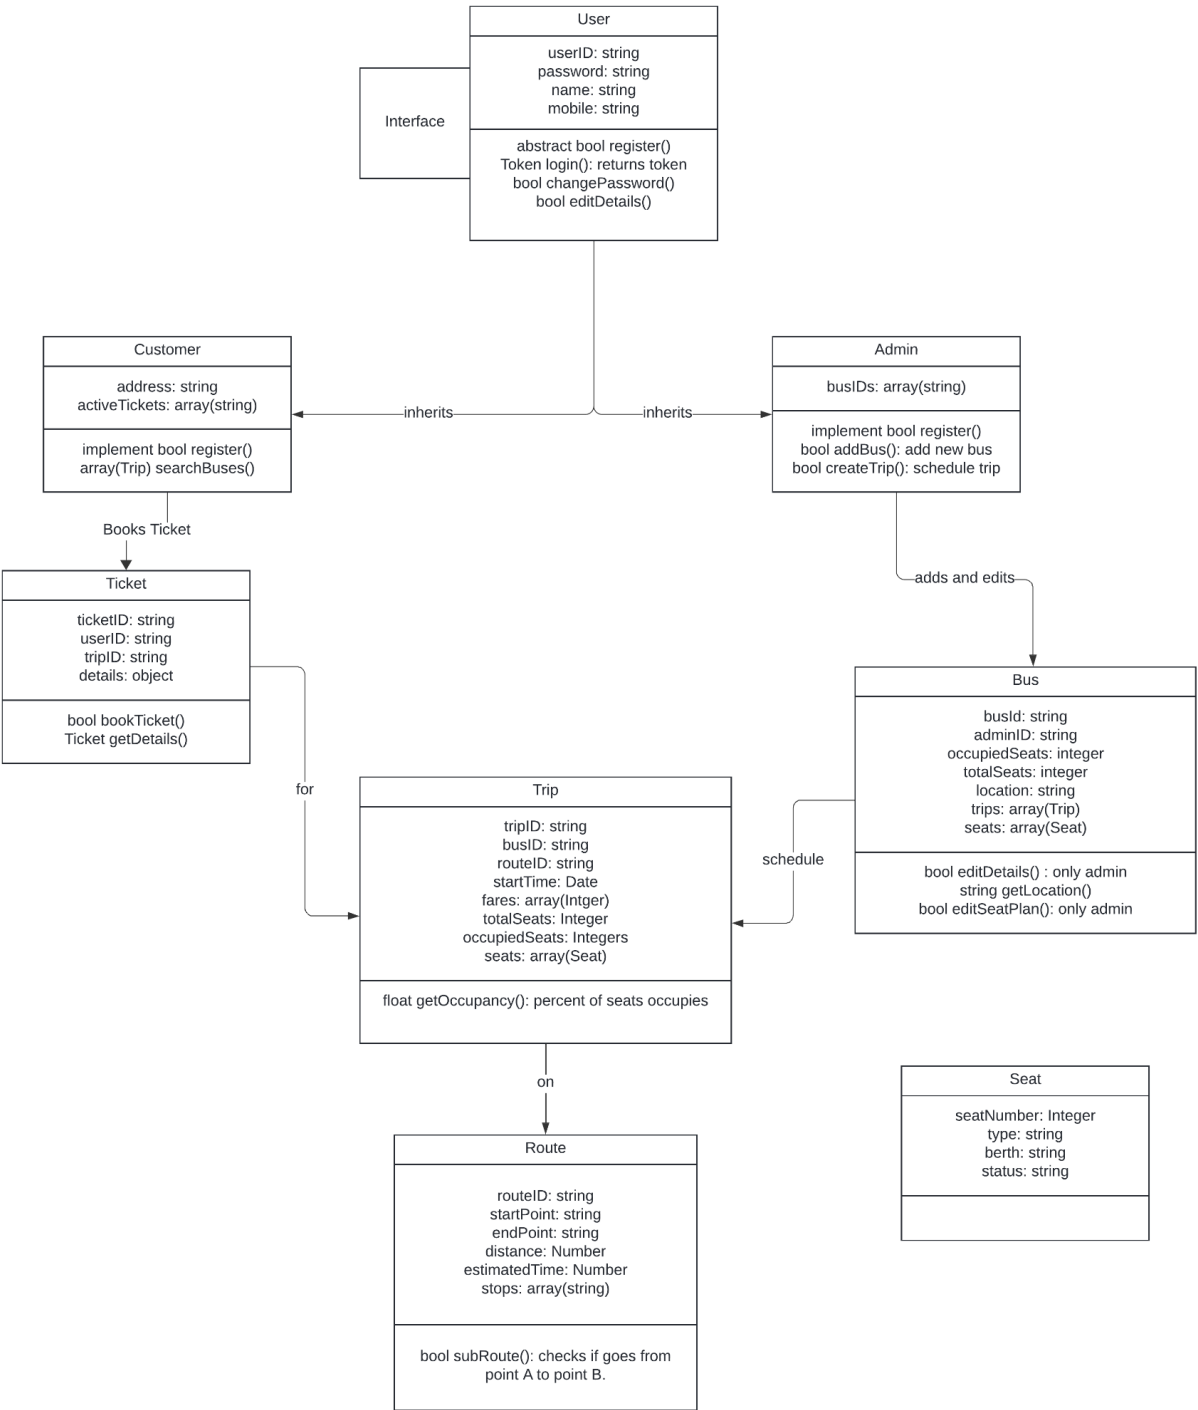 User
userID: string
password: string
name: string
mobile: string
Interface
abstract bool register()
Token login(): returns token
bool changePassword()
bool editDetails()
Customer
address: string
activeTickets: array(string)
implement bool register()
array(Trip) searchBuses()
inherits
inherits
Admin
busIDs: array(string)
implement bool register()
bool addBus(): add new bus
bool createTrip(): schedule trip
Books Ticket
adds and edits
Ticket
ticketID: string
userID: string
tripID: string
details: object
bool bookTicket()
Ticket getDetails()
for
Bus
busId: string
adminID: string
occupiedSeats: integer
totalSeats: integer
location: string
trips: array(Trip)
seats: array(Seat)
bool editDetails() : only admin
string getLocation()
bool editSeatPlan(): only admin
schedule
Trip
tripID: string
busID: string
routeID: string
startTime: Date
fares: array(Intger)
totalSeats: Integer
occupiedSeats: Integers
seats: array(Seat)
float getOccupancy(): percent of seats occupies
on
Seat
seatNumber: Integer
type: string
berth: string
status: string
Route
routeID: string
startPoint: string
endPoint: string
distance: Number
estimatedTime: Number
stops: array(string)
bool subRoute(): checks if goes from
point A to point B.